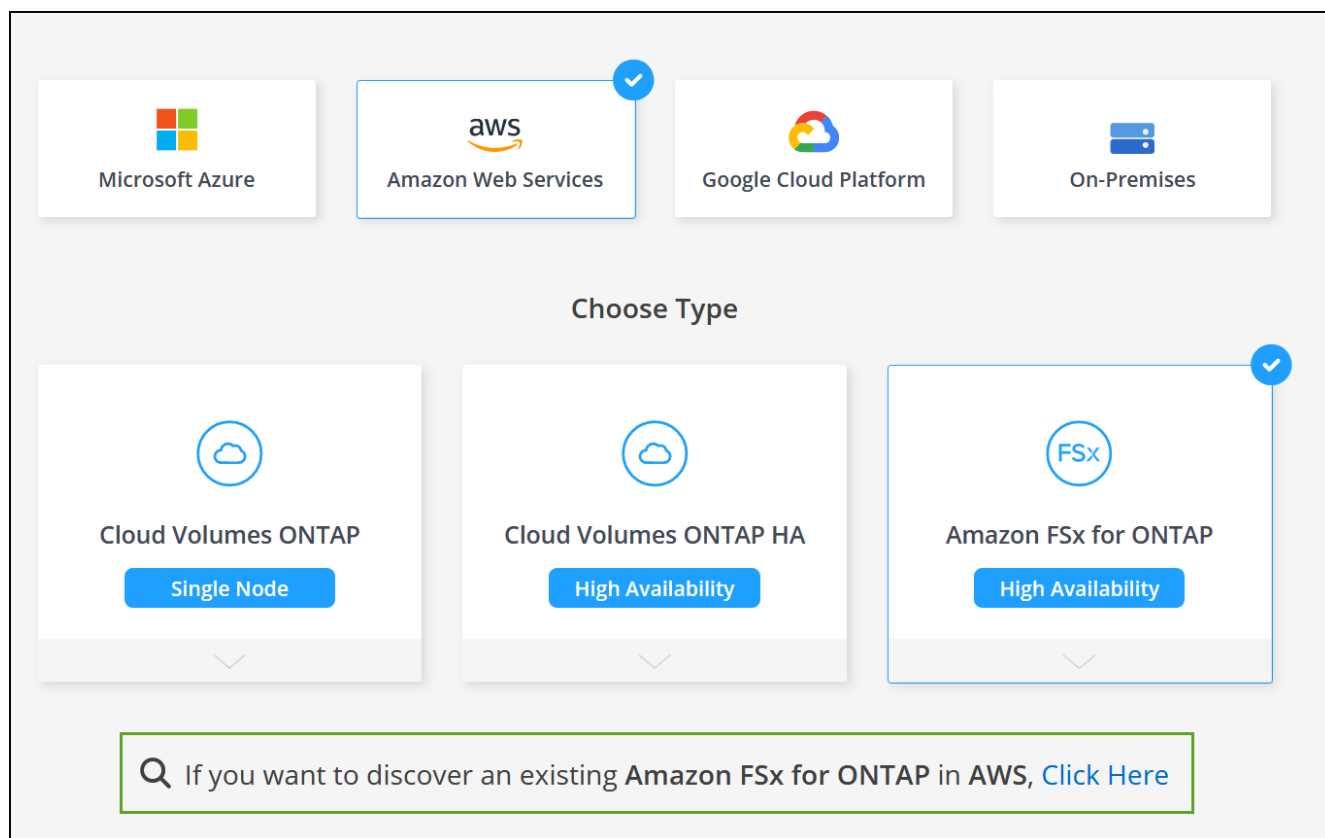 aws
Microsoft Azure
Amazon Web Services
Google Cloud Platform
On-Premises
Choose Type
FSx
Cloud Volumes ONTAP
Cloud Volumes ONTAP HA
Amazon FSx for ONTAP
Single Node
High Availability
High Availability
If you want to discover an existing Amazon FSx for ONTAP in AWS, Click Here